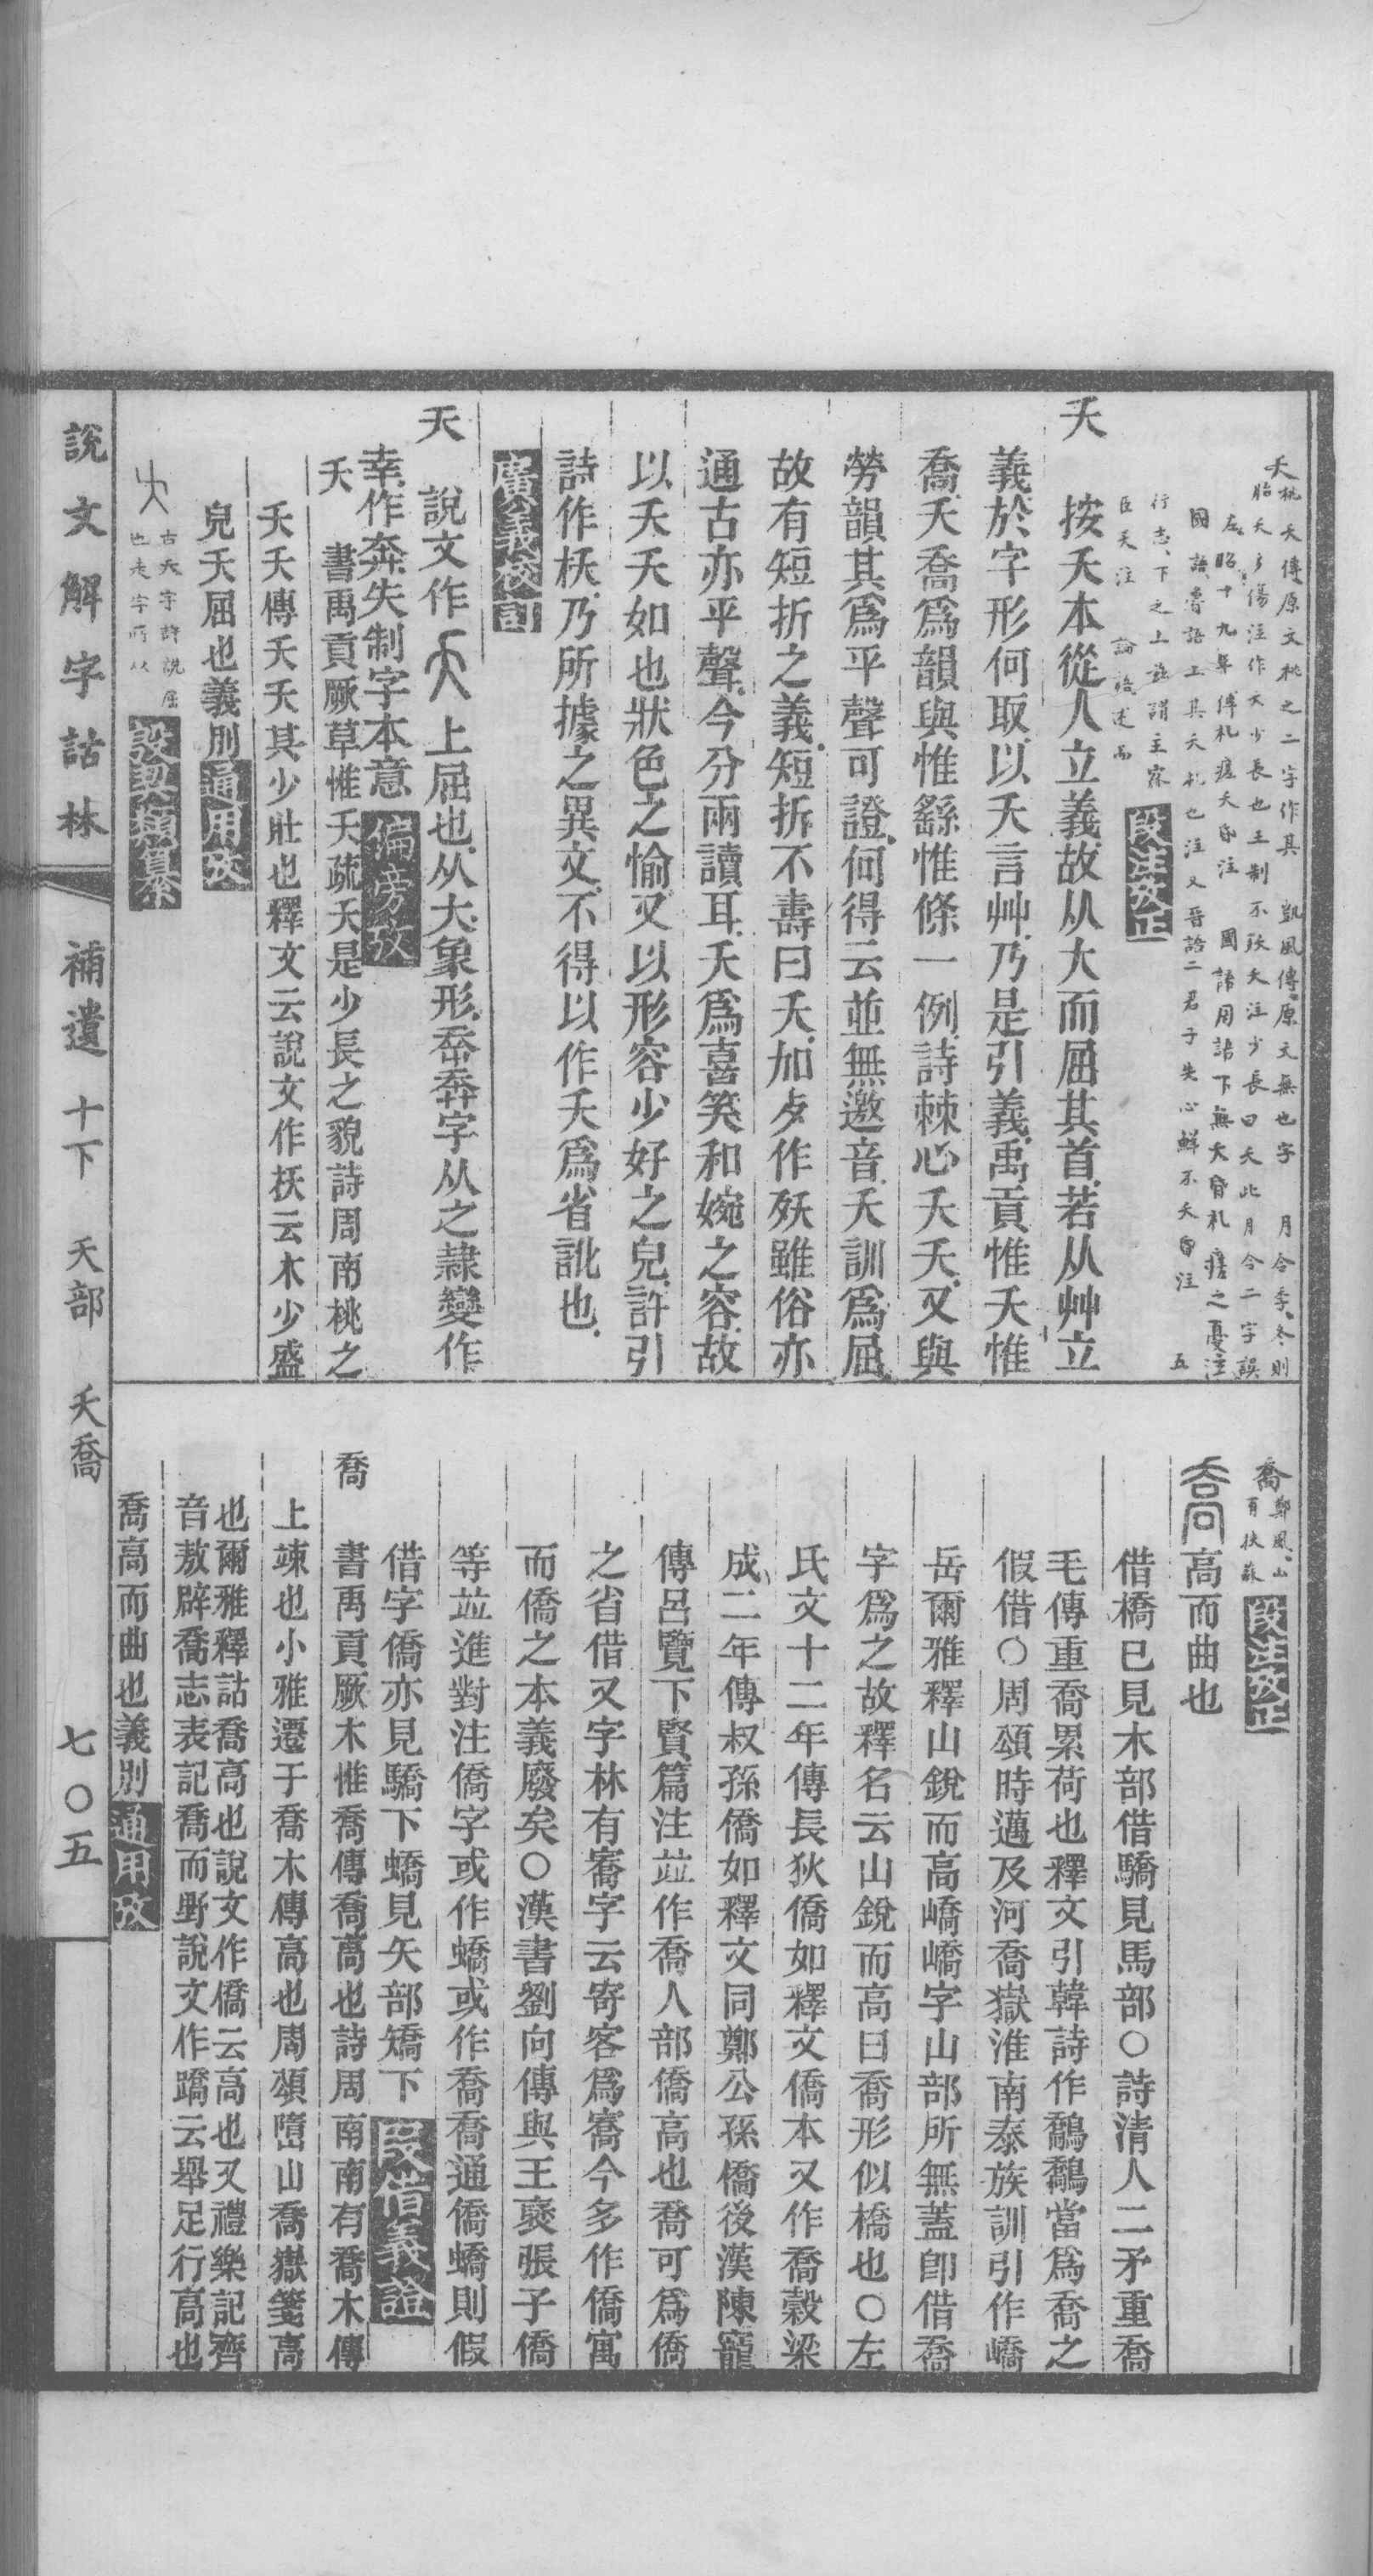 夭桃夭傳原文桃之二字作具 凱風傳原文無也字 月令季冬則
胎夭多傷注作夭少長也王制不殀夭注少長曰夭此月令二字誤
左昭十九年傳札瘥夭昏注 國語周語下無夭昏札瘥之憂注
國語魯語上其夭札也注又晉語二君子失心鮮不夭昏注 五
行志下之上
臣夭注 論語述而 段注攷正
夭 按夭本從人立義故从大而屈其首若从艸立
義於字形何取以夭言艸乃是引義禹貢惟夭惟
喬夭喬爲韻與惟繇惟條一例詩棘心夭夭又與
勞韻其爲平聲可證何得云並無邀音夭訓爲屈
故有短折之義短折不壽曰夭加歺作殀雖俗亦
通古亦平聲今分兩讀耳夭爲喜笑和婉之容故
以夭夭如也狀色之愉又以形容少好之皃許引
詩作枖乃所據之異文不得以作夭爲省訛也
廣義校訂
夭 說文作夭上屈也从大象形喬奔字从之隷變作
幸作奔失制字本意 偏旁攷
夭 書禹貢厥草惟夭疏夭是少長之貌詩周南桃之
夭夭傳夭夭其少壯也釋文云說文作枖云木少盛
皃夭屈也義別 通用攷
古夭字許說屈
也走字所从 殷契類纂
喬鄭風山
有扶蘇 段注攷正
喬 高而曲也
借橋已見木部借驕見馬部○詩清人二矛重喬
毛傳重喬累荷也釋文引韓詩作鷮鷮當爲喬之
假借○周頌時邁及河喬嶽淮南泰族訓引作嶠
岳爾雅釋山銳而高嶠嶠字山部所無蓋卽借喬
字爲之故釋名云山銳而高曰喬形似橋也○左
氏文十二年傳長狄僑如釋文僑本又作喬穀梁
成二年傳叔孫僑如釋文同鄭公孫僑後漢陳寵
傳呂覽下賢篇注竝作喬人部僑高也喬可爲僑
之省借又字林有㝯字云寄客爲㝯今多作僑寓
而僑之本義廢矣○漢書劉向傳與王襃張子僑
等竝進對注僑字或作蟜或作喬喬通僑蟜則假
借字僑亦見驕下蟜見矢部矯下 段借義證
喬 書禹貢厥木惟喬傳喬高也詩周南南有喬木傳
上竦也小雅遷于喬木傳高也周頌墮山喬嶽箋高
也爾雅釋詁喬高也說文作僑云高也又禮樂記齊
音敖辟喬志表記喬而野說文作蹻云舉足行高也
喬高而曲也義別 通用攷
說文解字詁林 補遺 十下 夭部 夭喬 七〇五